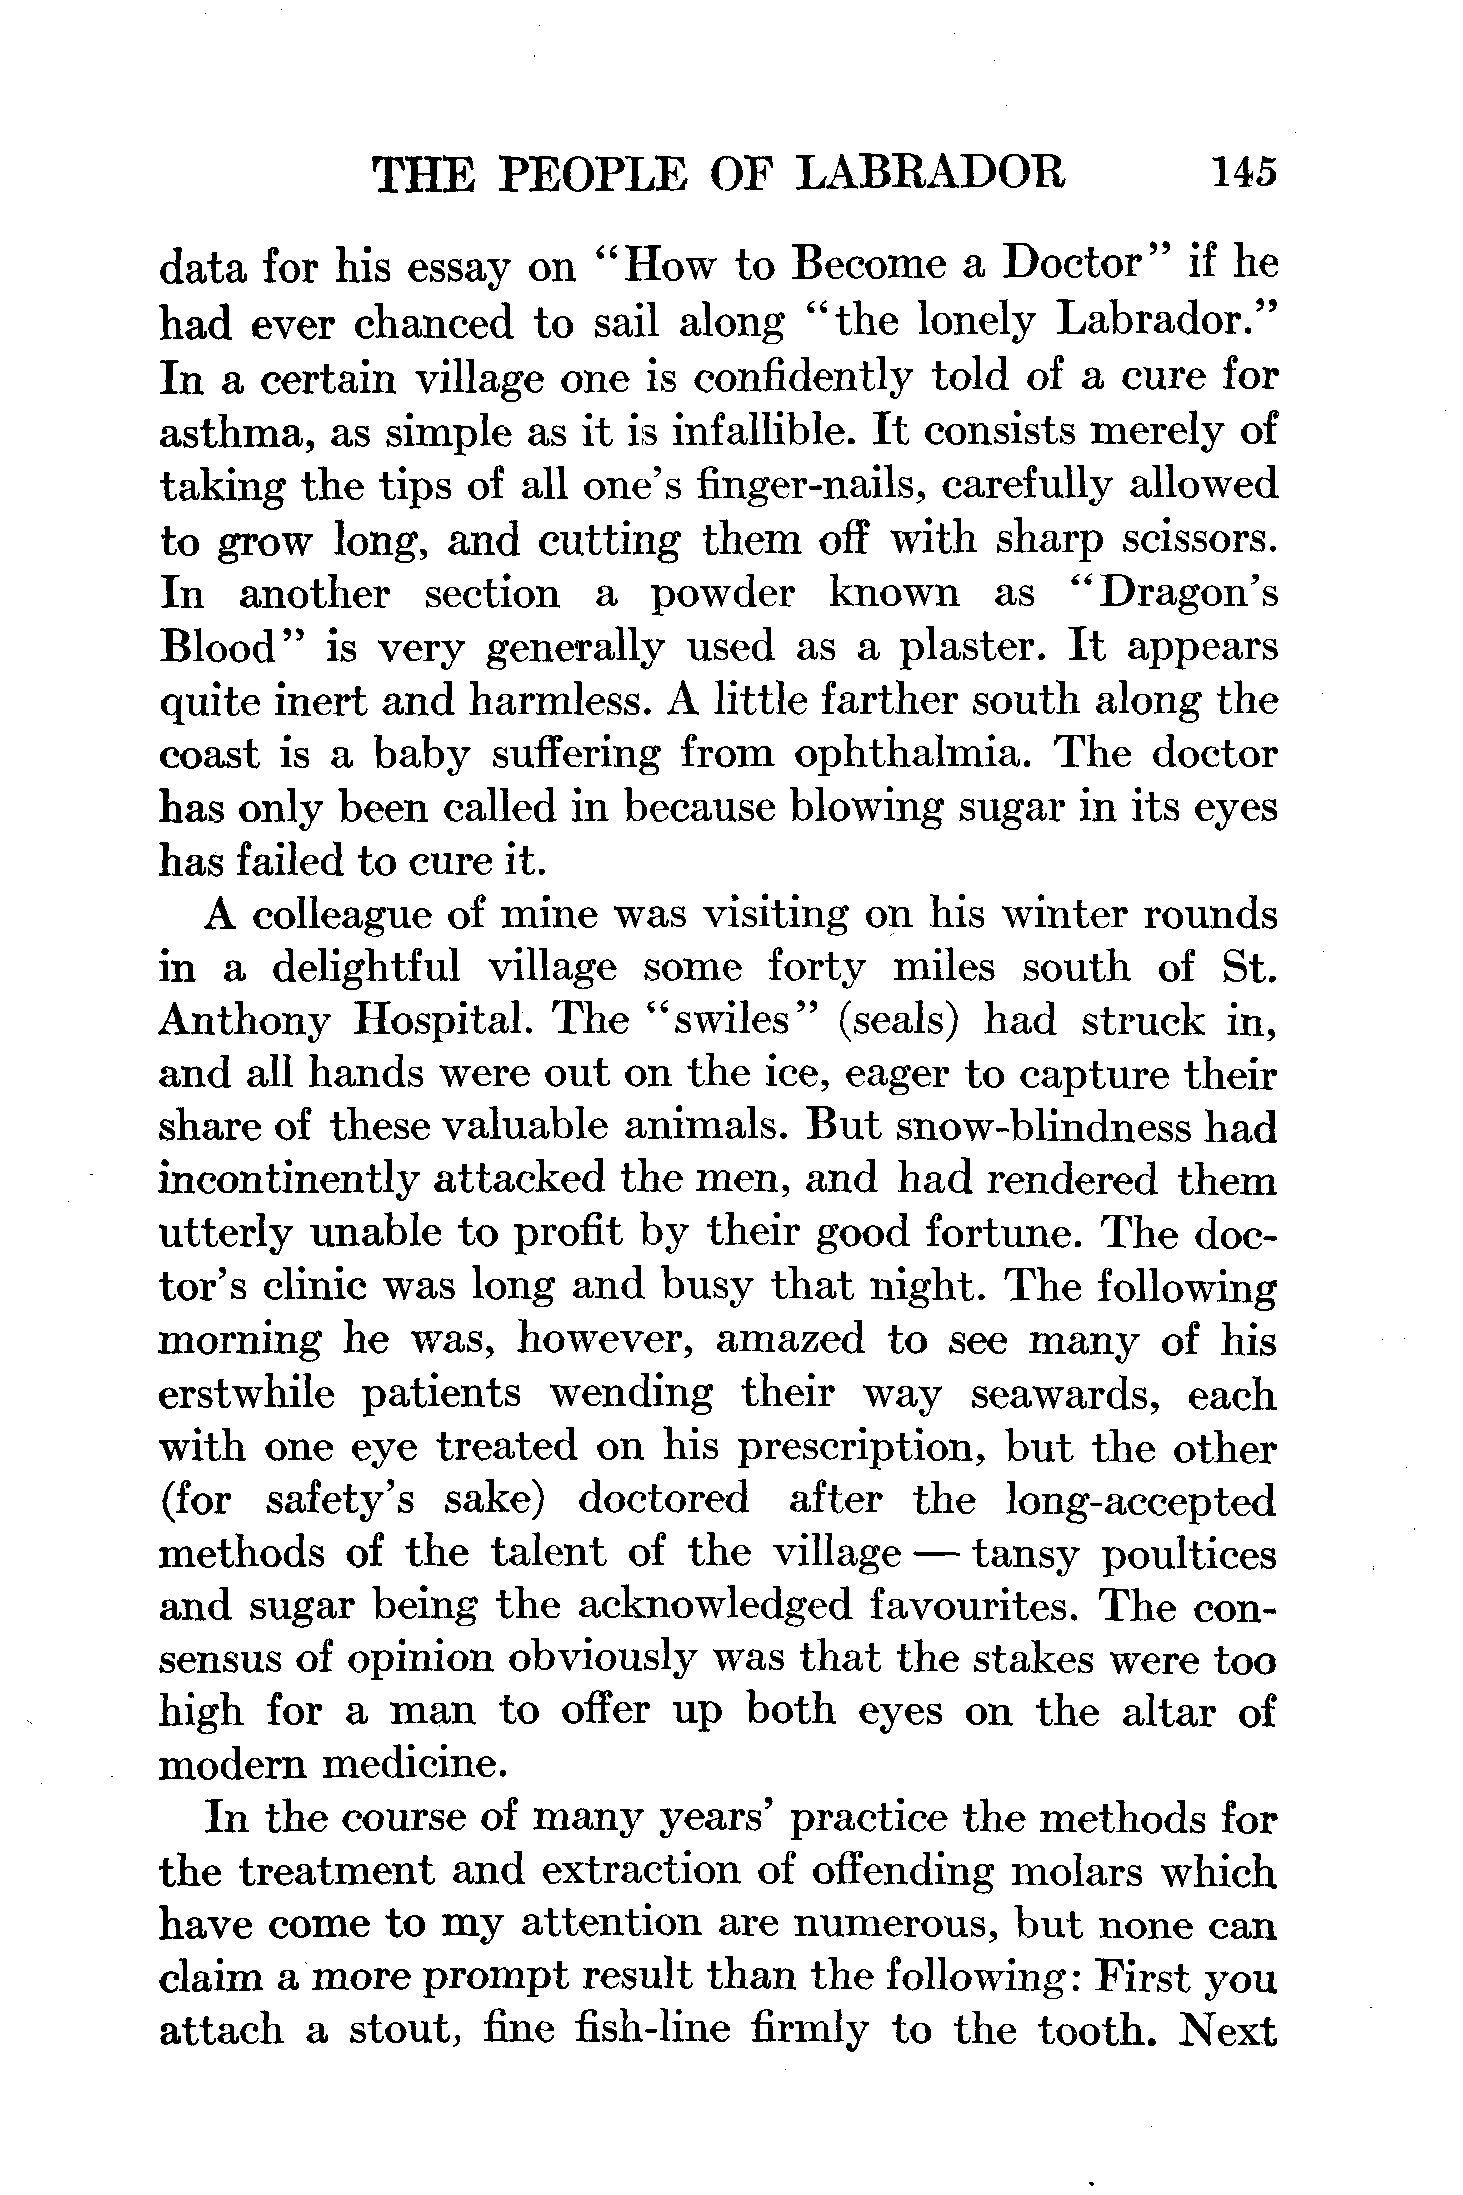 THE PEOPLE OF LABRADOR 145
data for his essay on “How to Become a Doctor” if he
had ever chanced to sail along “the lonely Labrador.”
In a certain village one is confidently told of a cure for
asthma, as simple as it is infallible. It consists merely of
taking the tips of all one’s finger-nails, carefully allowed
to grow long, and cutting them off with sharp scissors.
In another section a powder known as “Dragon’s
Blood” is very generally used as a plaster. It appears
quite inert and harmless. A little farther south along the
coast is a baby suffering from ophthalmia. The doctor
has only been called in because blowing sugar in its eyes
has failed to cure it.
A colleague of mine was visiting on his winter rounds
in a delightful village some forty miles south of St.
Anthony Hospital. The “swiles” (seals) had struck in,
and all hands were out on the ice, eager to capture their
share of these valuable animals. But snow-blindness had
incontinently attacked the men, and had rendered them
utterly unable to profit by their good fortune. The doc-
tor’s clinic was long and busy that night. The following
morning he was, however, amazed to see many of his
erstwhile patients wending their way seawards, each
with one eye treated on his prescription, but the other
(for safety’s sake) doctored after the long-accepted
methods of the talent of the village — tansy poultices
and sugar being the acknowledged favourites. The con-
sensus of opinion obviously was that the stakes were too
high for a man to offer up both eyes on the altar of
modern medicine.
In the course of many years’ practice the methods for
the treatment and extraction of offending molars which
have come to my attention are numerous, but none can
claim a more prompt result than the following: First you
attach a stout, fine fish-line firmly to the tooth. Next